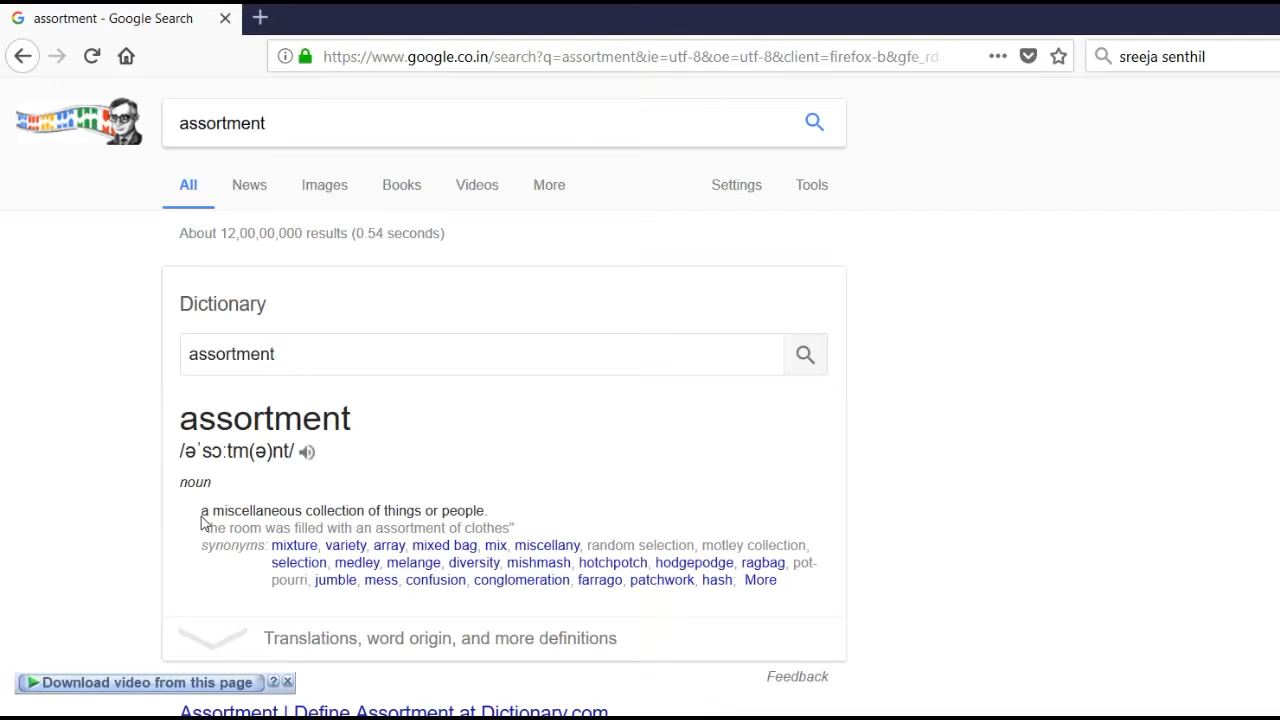 assortment - Google Search
https://www.google.co.in/search?q=assortment&ie=utf-8&oe=utf-8&client=firefox-b&gfe_rd
sreeja senthil
assortment
All News Images Books Videos More Settings Tools
About 12,00,00,000 results (0.54 seconds)
Dictionary
assortment
assortment
/əˈsɔːtm(ə)nt/
noun
a miscellaneous collection of things or people.
"the room was filled with an assortment of clothes"
synonyms: mixture, variety, array, mixed bag, mix, miscellany, random selection, motley collection,
selection, medley, melange, diversity, mishmash, hotchpotch, hodgepodge, ragbag, pot-
pourri, jumble, mess, confusion, conglomeration, farrago, patchwork, hash; More
Translations, word origin, and more definitions
Feedback
Download video from this page ? x
Assortment | Define Assortment at Dictionary.com